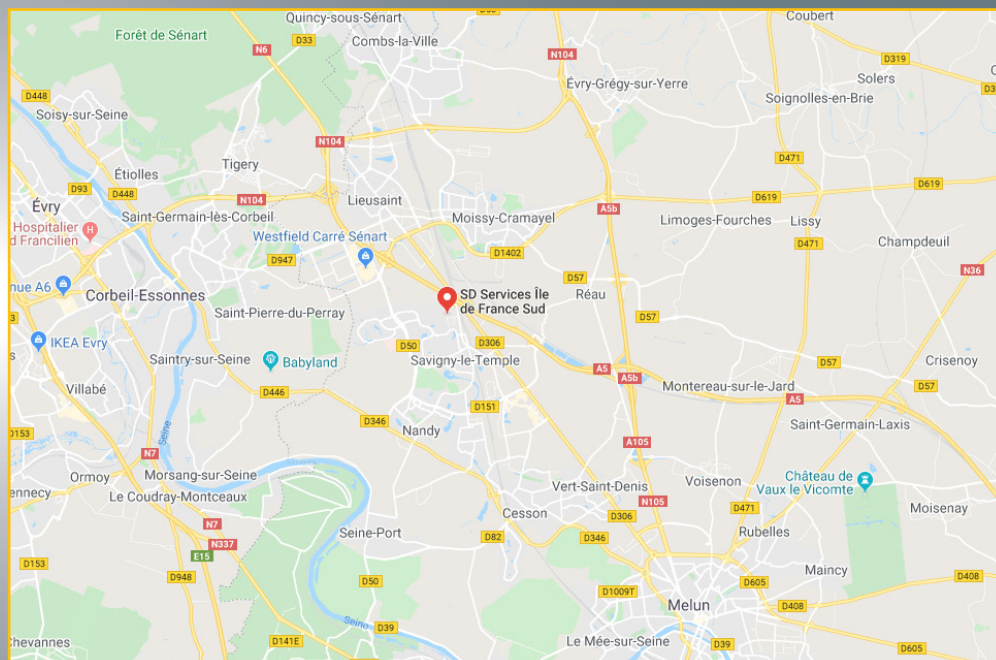 Quincy-sous-Sénart
Coubert
Forêt de Sénart
N6
D33
Combs-la-Ville
N104
D319
Solers
Évry-Grégy-sur-Yerre
D448
Soignolles-en-Brie
Soisy-sur-Seine
N104
Tigery
D471
Étiolles
D93
D448
N104
Lieusaint
D619
D619
Évry
Saint-Germain lès-Corbeil
Moissy-Cramayel
A5b
Limoges-Fourches
Lissy
Hospitalier
d Francilien
Westfield Carré Sénart
D1402
D471
Champdeuil
D947
N36
D57
nue A6
Corbeil-Essonnes
SD Services Île
de France Sud
Réau
Saint-Pierre-du-Perray
D57
IKEA Evry
D50
D306
Saintry-sur-Seine
Babyland
Savigny-le-Temple
D57
Crisenoy
A5
A5b
Villabé
D446
Montereau-sur-le-Jard
D57
A5
D151
D346
Saint-Germain-Laxis
D153
Nandy
A105
Seine
N7
Ormoy
Morsang-sur-Seine
Voisenon
Château de
Vaux le Vicomte
ennecy
Le Coudray-Montceaux
Vert-Saint-Denis
N105
D471
Moisenay
Cesson
D306
N7
Seine-Port
D82
D346
Rubelles
N337
E15
D153
Maincy
D948
D50
D605
D408
D1009T
Melun
D408
Seine
D39
Chevannes
D141E
Le Mée-sur-Seine
D39
D605